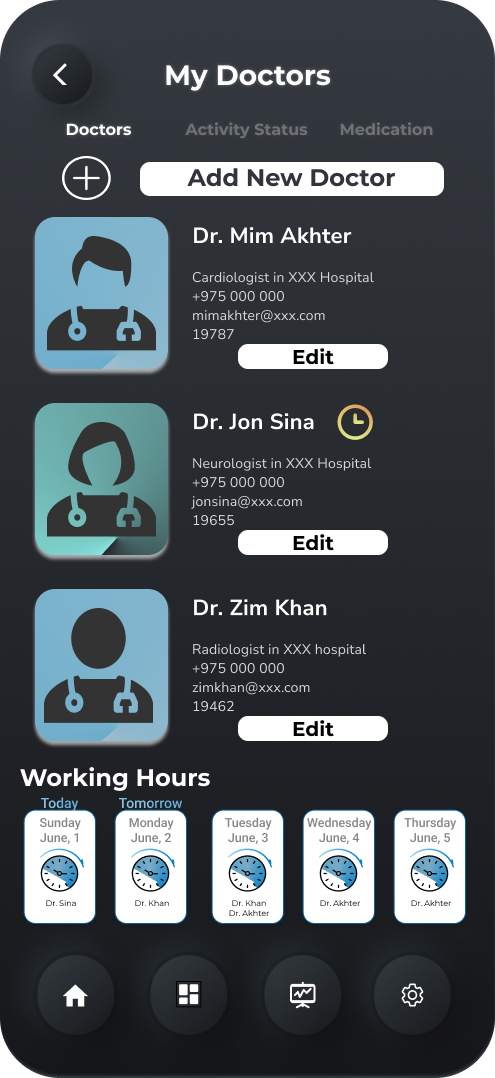 My Doctors
Doctors Activity Status Medication
Add New Doctor
Dr. Mim Akhter
Cardiologist in XXX Hospital
+975 000 000
mimakhter@xxx.com
19787
Edit
Dr. Jon Sina
Neurologist in XXX Hospital
+975 000 000
jonsina@xxx.com
19655
Edit
Dr. Zim Khan
Radiologist in XXX hospital
+975 000 000
zimkhan@xxx.com
19462
Edit
Working Hours
Today
Sunday
June, 1
Dr. Sina
Tomorrow
Monday
June, 2
Dr. Khan
Tuesday
June, 3
Dr. Khan
Dr. Akhter
Wednesday
June, 4
Dr. Akhter
Thursday
June, 5
Dr. Akhter